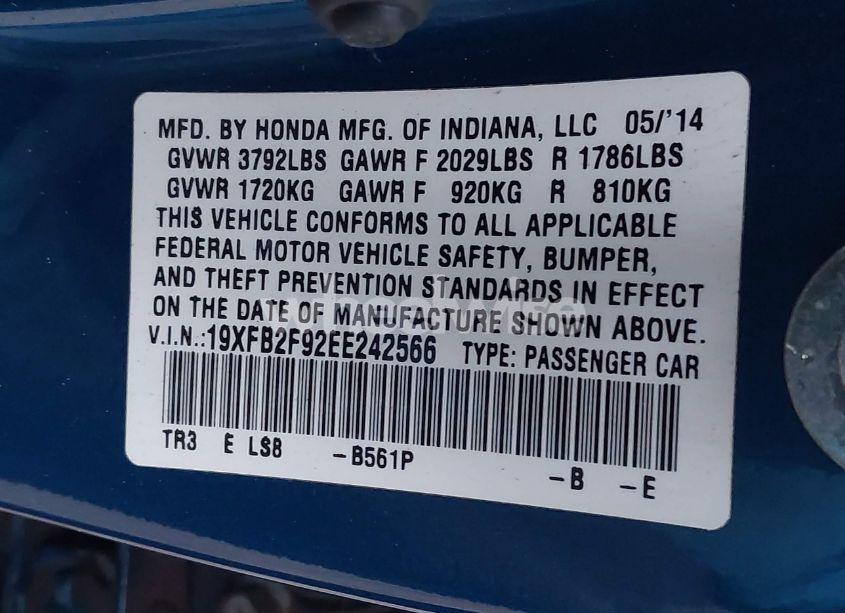 MFD. BY HONDA MFG. OF INDIANA, LLC 05/'14
GVWR 3792LBS GAWR F 2029LBS R 1786LBS
GVWR 1720KG GAWR F 920KG R 810KG
THIS VEHICLE CONFORMS TO ALL APPLICABLE
FEDERAL MOTOR VEHICLE SAFETY, BUMPER,
AND THEFT PREVENTION STANDARDS IN EFFECT
ON THE DATE OF MANUFACTURE SHOWN ABOVE.
V.I.N.:19XFB2F92EE242566 TYPE: PASSENGER CAR
TR3 E LS8 -B561P -B -E